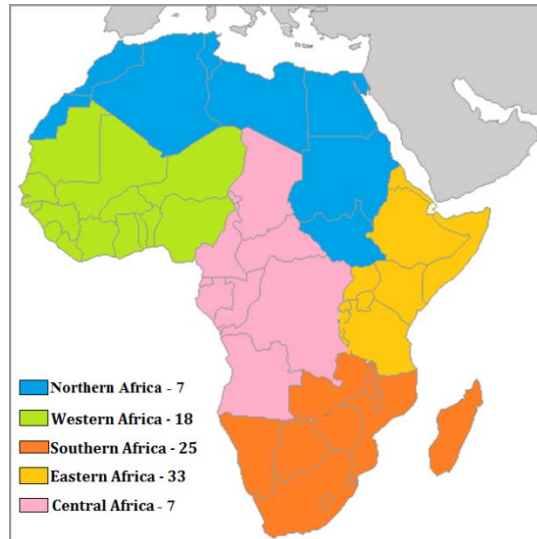 Northern Africa - 7
Western Africa - 18
Southern Africa - 25
Eastern Africa - 33
Central Africa - 7